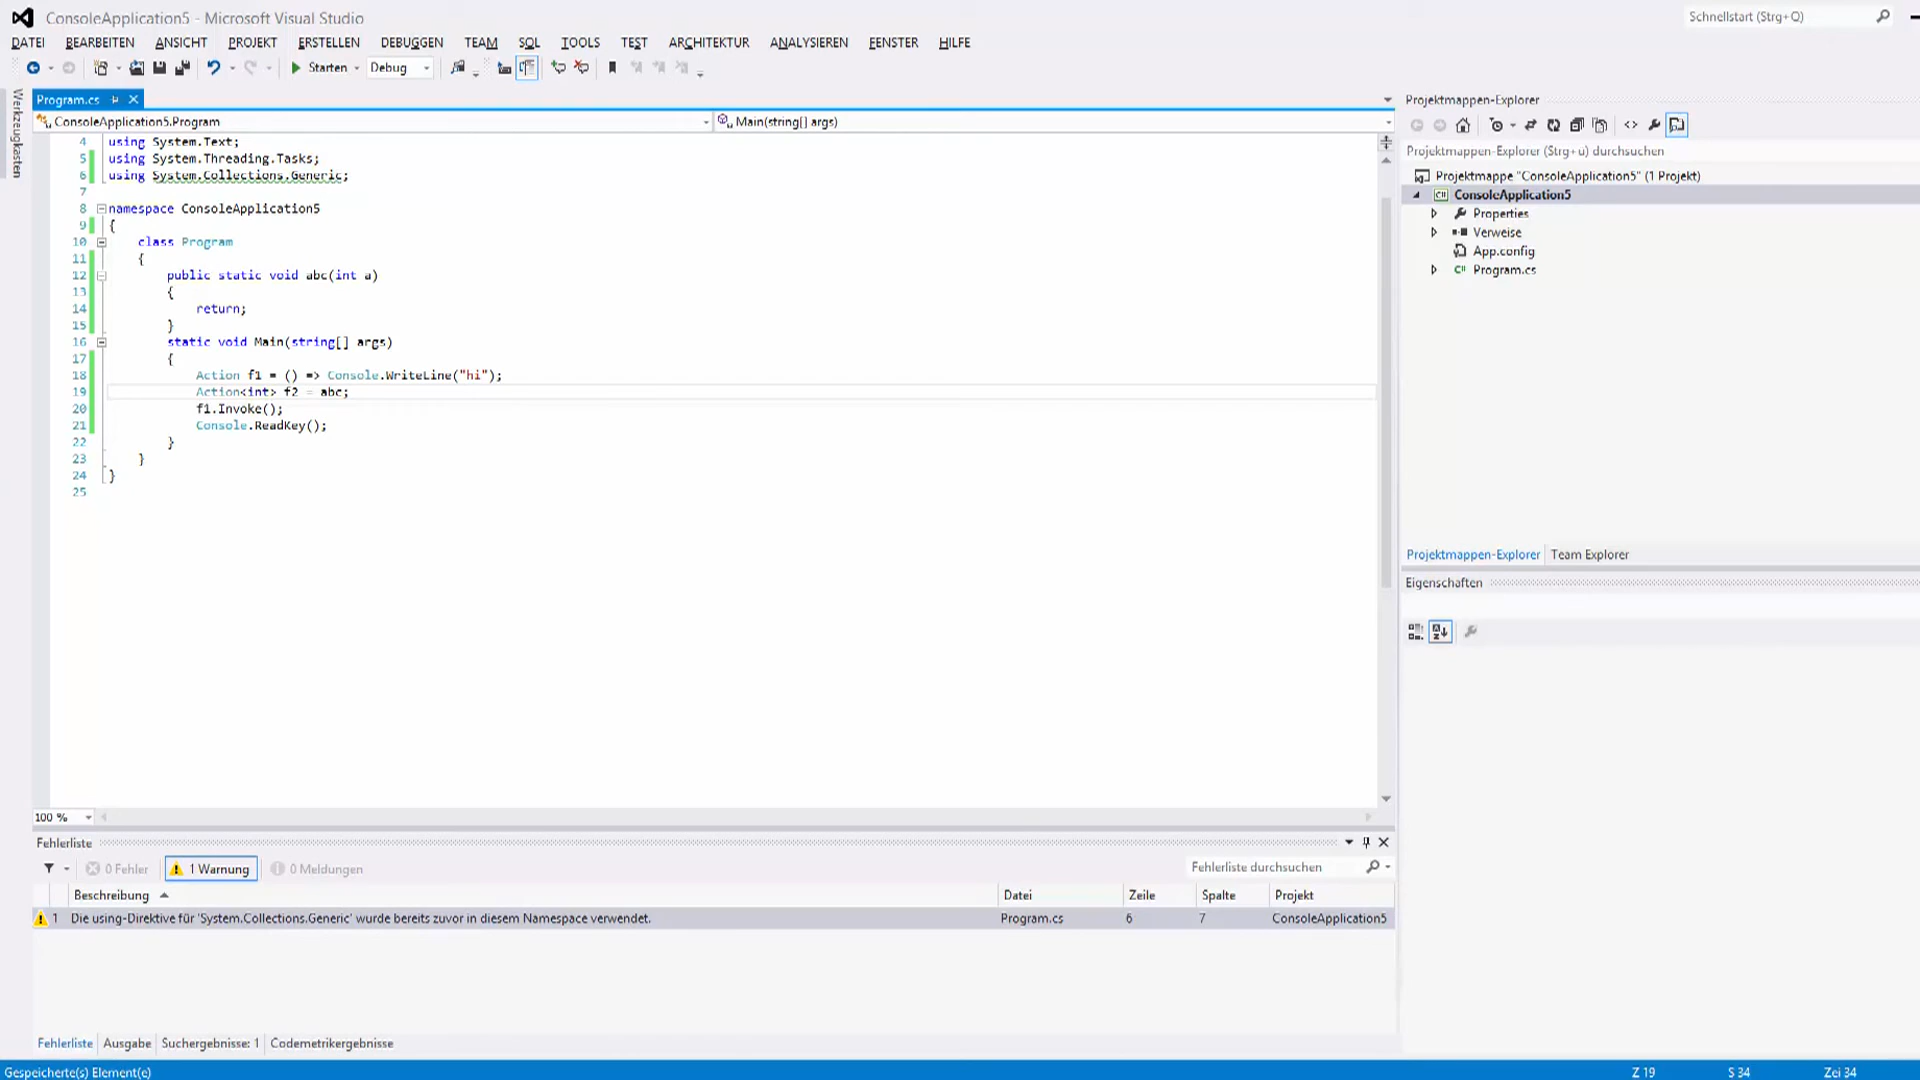 ConsoleApplication5 - Microsoft Visual Studio
Schnellstart (Strg+Q)
DATEI BEARBEITEN ANSICHT PROJEKT ERSTELLEN DEBUGGEN TEAM SQL TOOLS TEST ARCHITEKTUR ANALYSIEREN FENSTER HILFE
Starten Debug
Werkzeugkasten
Program.cs
ConsoleApplication5.Program
Main(string[] args)
4 using System.Text;
5 using System.Threading.Tasks;
6 using System.Collections.Generic;
7
8 namespace ConsoleApplication5
9 {
10 class Program
11 {
12 public static void abc(int a)
13 {
14 return;
15 }
16 static void Main(string[] args)
17 {
18 Action f1 = () => Console.WriteLine("hi");
19 Action<int> f2 = abc;
20 f1.Invoke();
21 Console.ReadKey();
22 }
23 }
24 }
25
100 %
Projektmappen-Explorer
Projektmappen-Explorer (Strg+ü) durchsuchen
Projektmappe "ConsoleApplication5" (1 Projekt)
ConsoleApplication5
Properties
Verweise
App.config
Program.cs
Projektmappen-Explorer Team Explorer
Eigenschaften
Fehlerliste
0 Fehler 1 Warnung 0 Meldungen
Fehlerliste durchsuchen
Beschreibung Datei Zeile Spalte Projekt
1 Die using-Direktive für 'System.Collections.Generic' wurde bereits zuvor in diesem Namespace verwendet. Program.cs 6 7 ConsoleApplication5
Fehlerliste Ausgabe Suchergebnisse: 1 Codemetrikergebnisse
Gespeicherte(s) Element(e)
Z 19 S 34 Zei 34